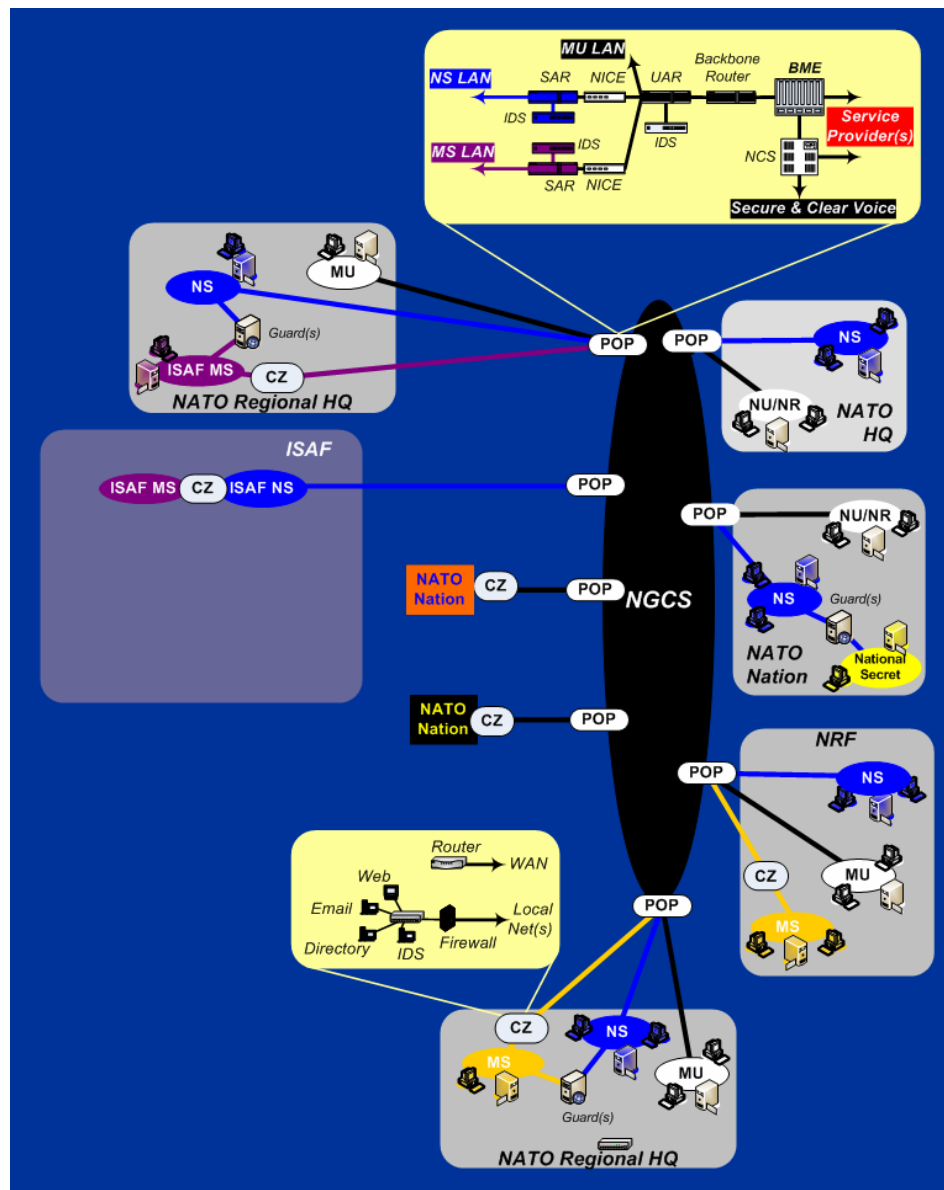 MU LAN
Backbone
Router
BME
NS LAN
SAR
NICE
UAR
IDS
IDS
Service
Provider(s)
MS LAN
IDS
NCS
SAR
NICE
Secure & Clear Voice
MU
NS
Guard(s)
ISAF MS
CZ
NATO Regional HQ
POP
POP
NS
NU/NR
NATO
HQ
ISAF
ISAF MS
CZ
ISAF NS
POP
POP
NU/NR
NS
Guard(s)
National
Secret
NATO
Nation
NATO
Nation
CZ
POP
NGCS
NATO
Nation
CZ
POP
NRF
POP
NS
CZ
MU
MS
Router
WAN
Web
Email
Local
Net(s)
Directory
IDS
Firewall
POP
CZ
NS
MS
MU
Guard(s)
NATO Regional HQ